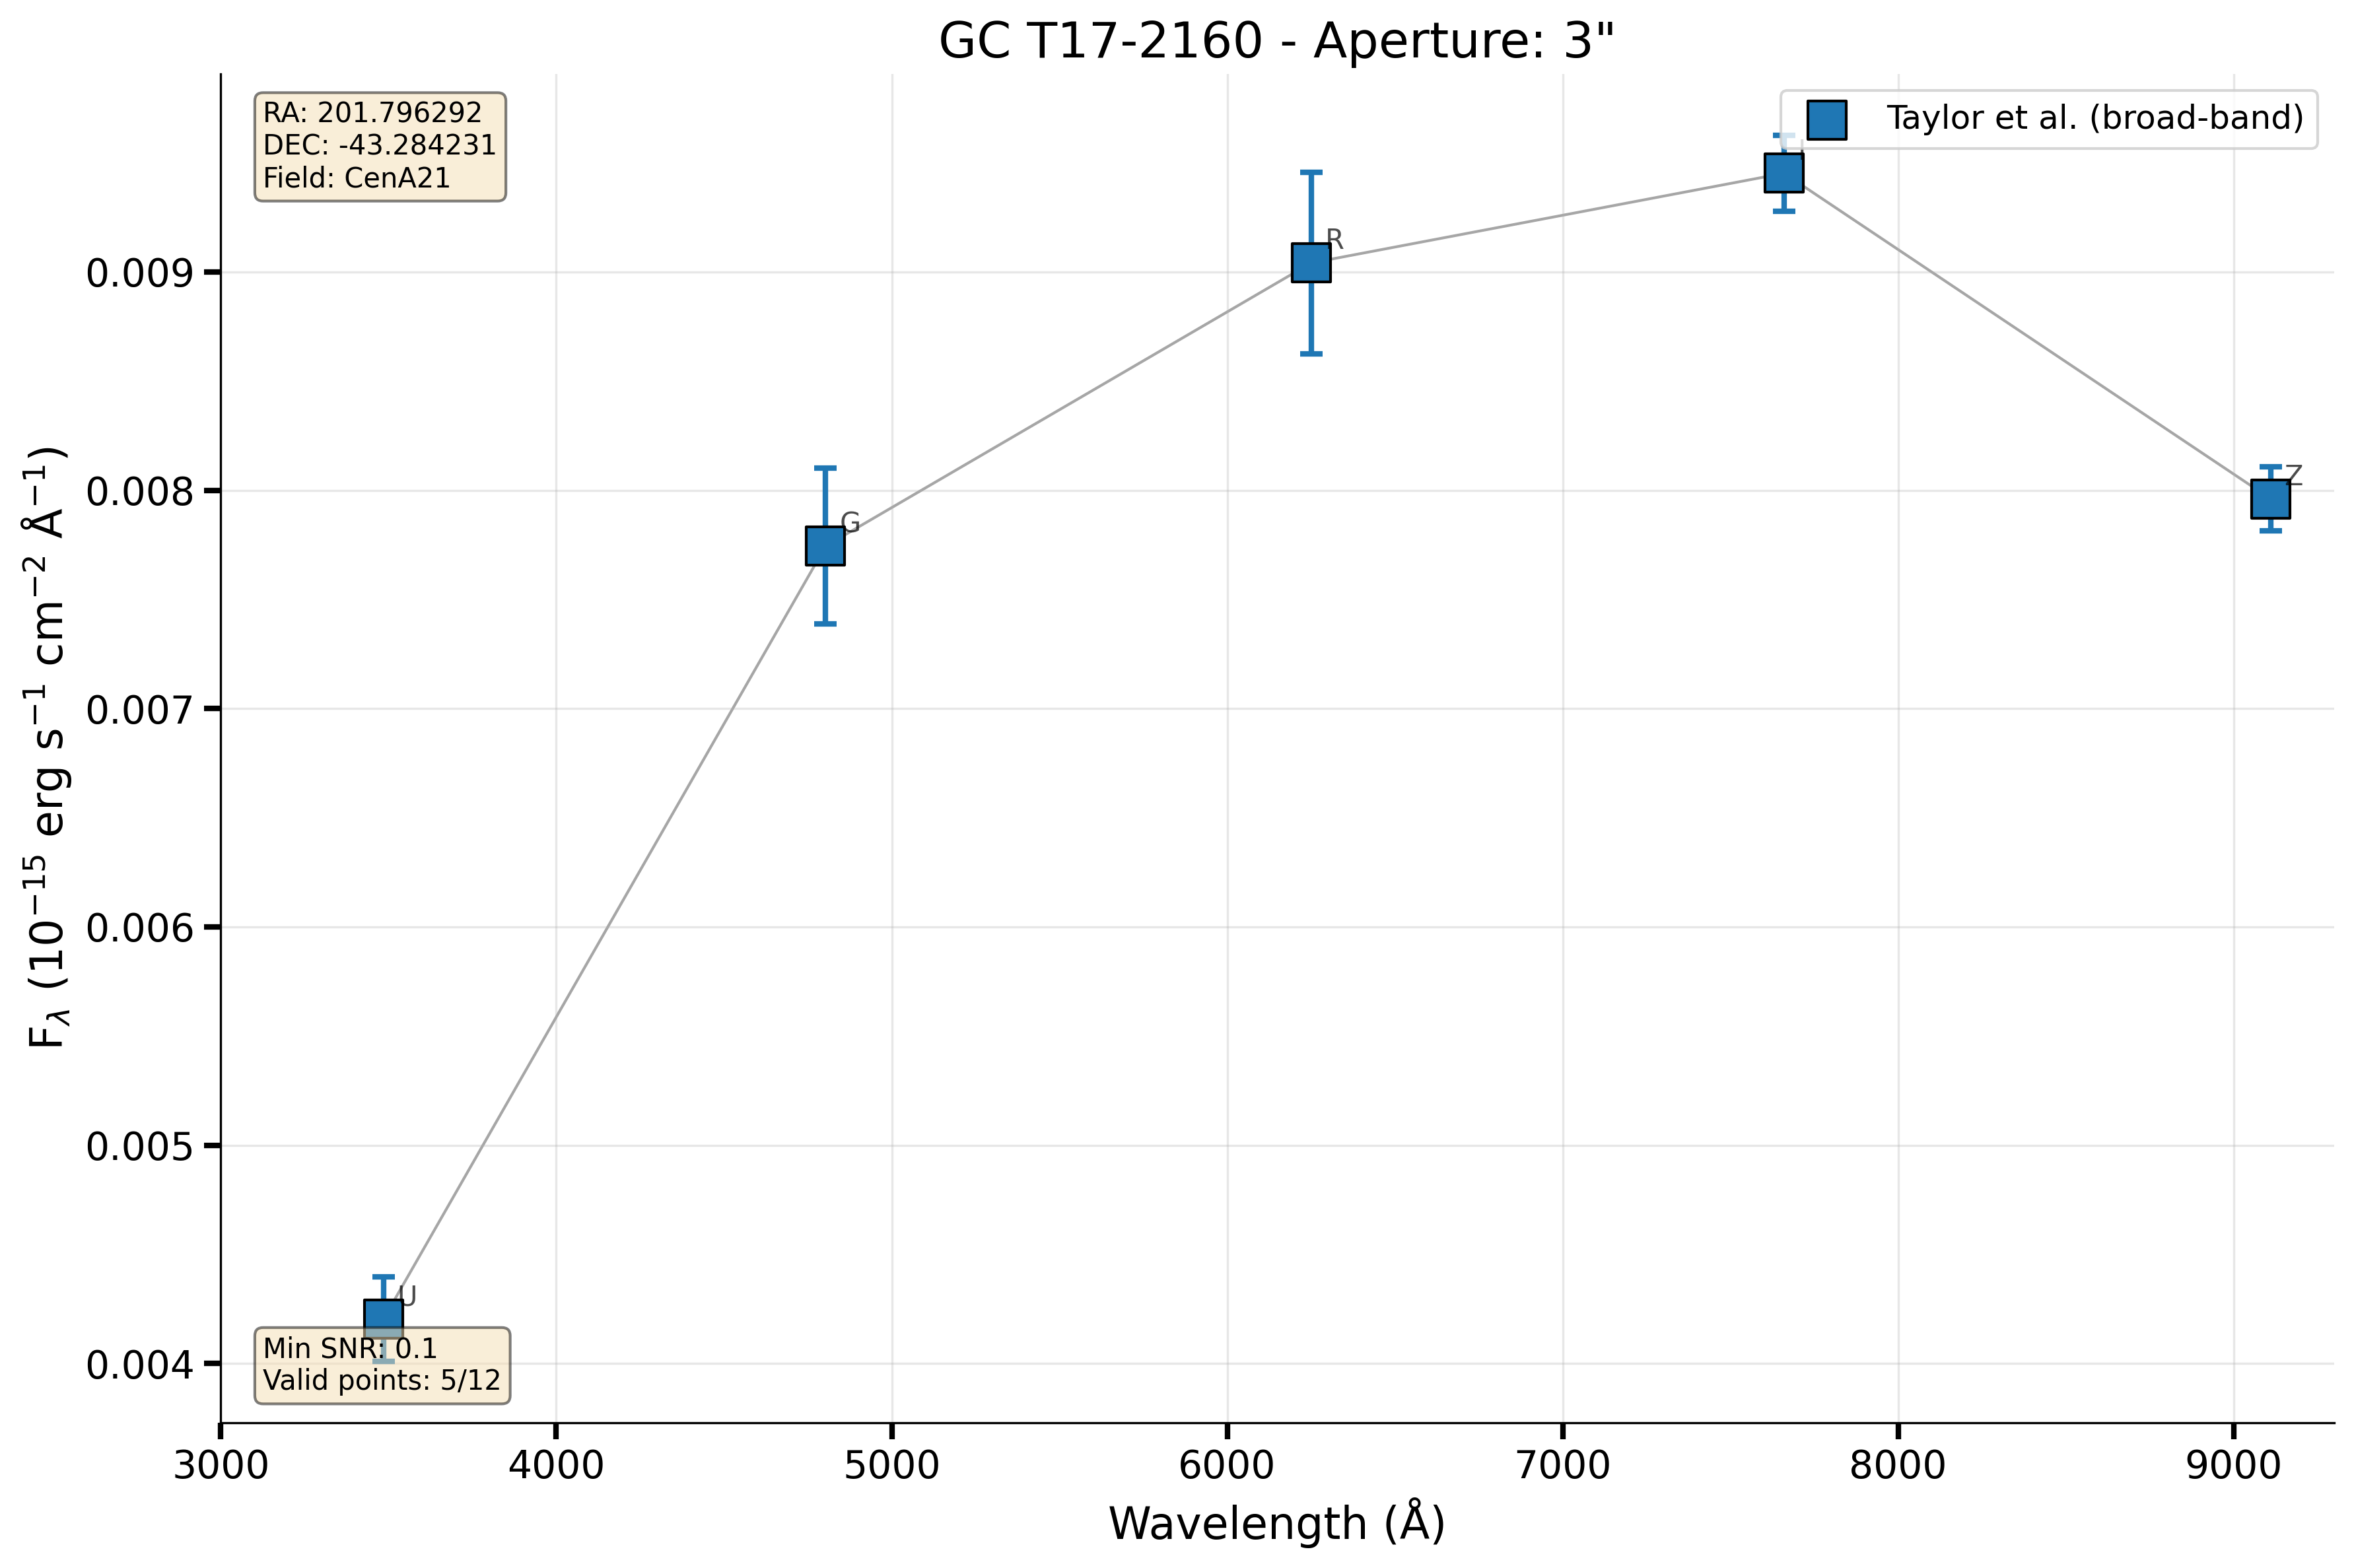 GC T17-2160 - Aperture: 3"
RA: 201.796292
DEC: -43.284231
Field: CenA21
Taylor et al. (broad-band)
I
R
G
Z
U
0.009
0.008
0.007
0.006
0.005
0.004
F_λ (10⁻¹⁵ erg s⁻¹ cm⁻² Å⁻¹)
Min SNR: 0.1
Valid points: 5/12
3000 4000 5000 6000 7000 8000 9000
Wavelength (Å)